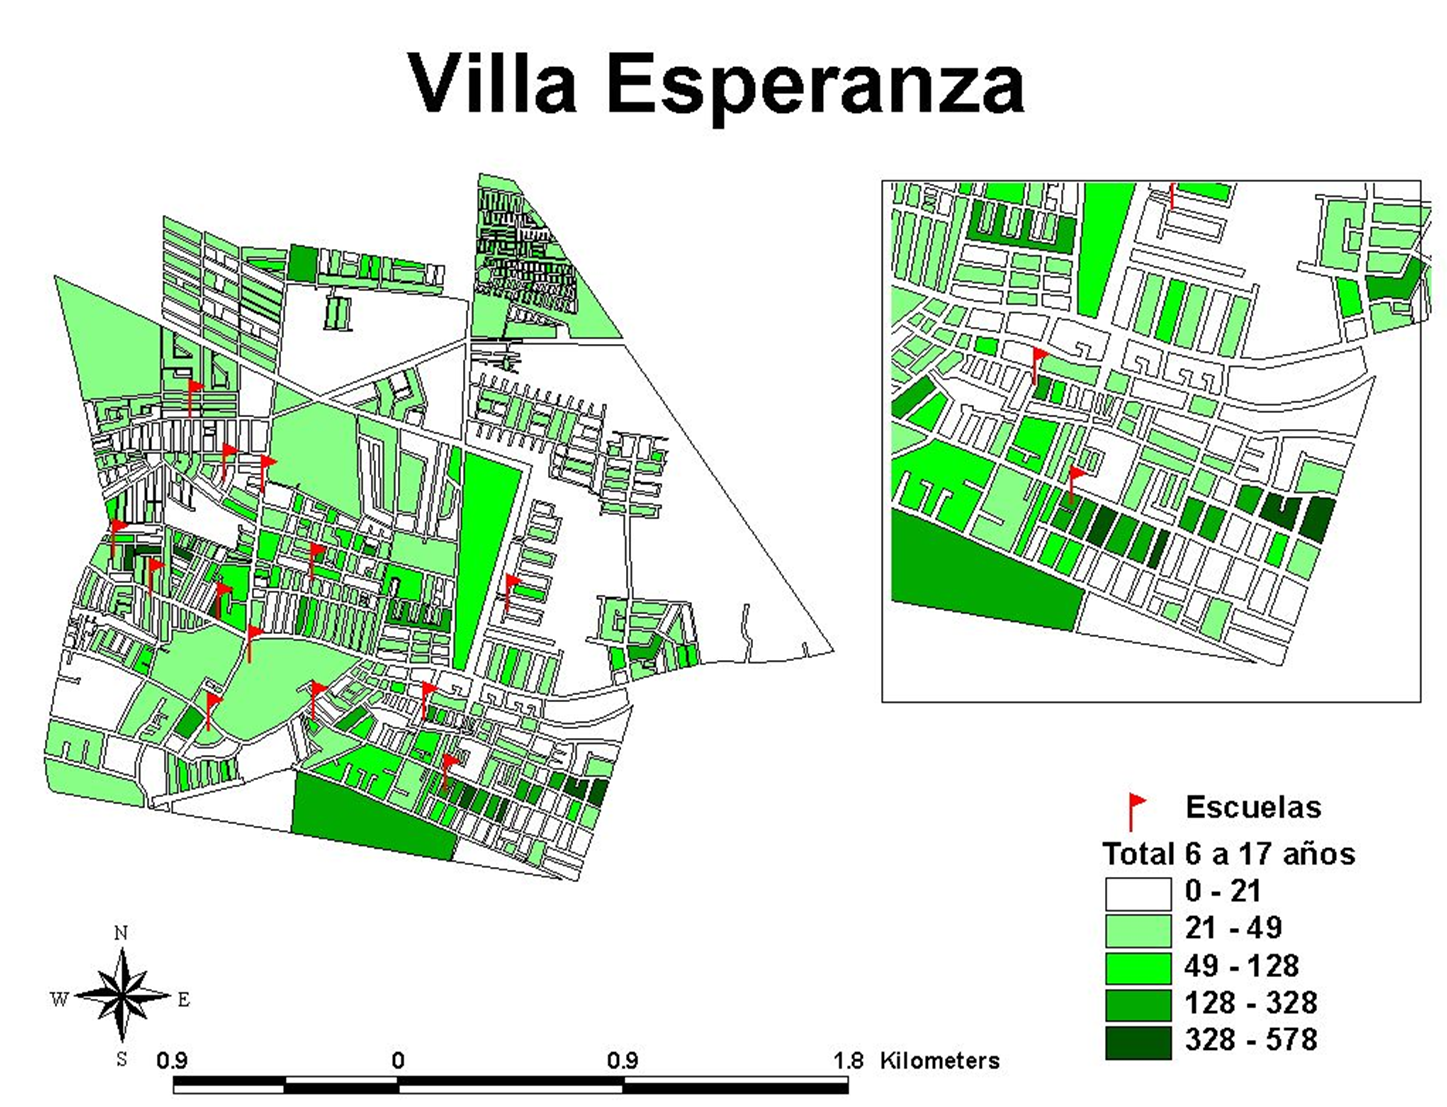 Villa Esperanza
Escuelas
Total 6 a 17 años
0 - 21
21 - 49
49 - 128
128 - 328
328 - 578
N
W E
S
0.9 0 0.9 1.8 Kilometers